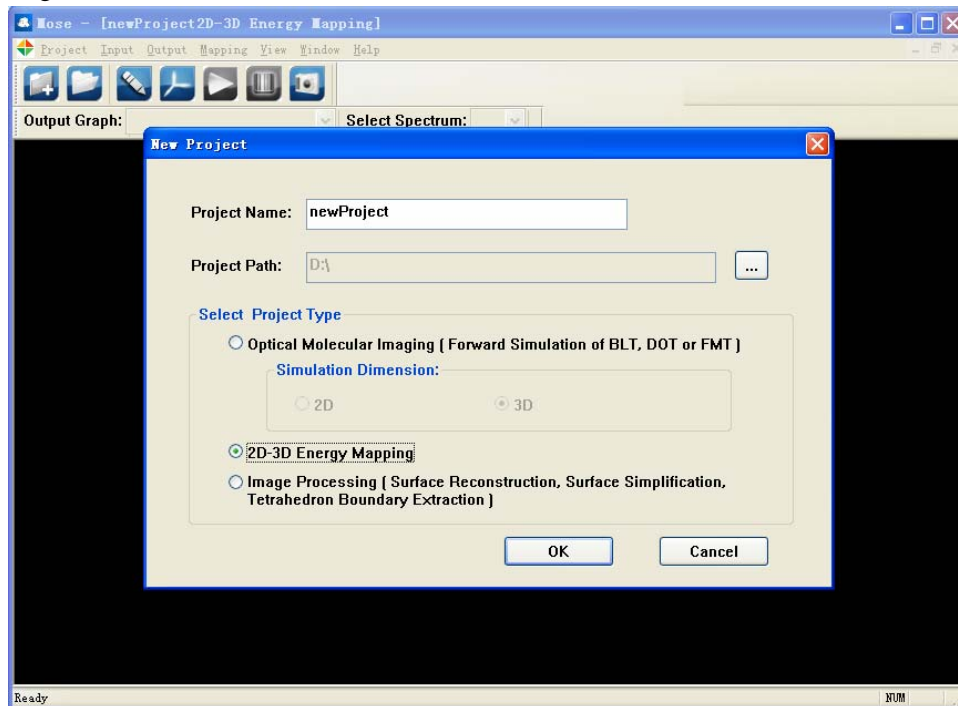 Mose - [newProject2D-3D Energy Mapping]
Project Input Output Mapping View Window Help
Output Graph: Select Spectrum:
New Project
Project Name: newProject
Project Path: D:\ ...
Select Project Type
Optical Molecular Imaging ( Forward Simulation of BLT, DOT or FMT )
Simulation Dimension:
2D 3D
2D-3D Energy Mapping
Image Processing ( Surface Reconstruction, Surface Simplification,
Tetrahedron Boundary Extraction )
OK Cancel
Ready NUM